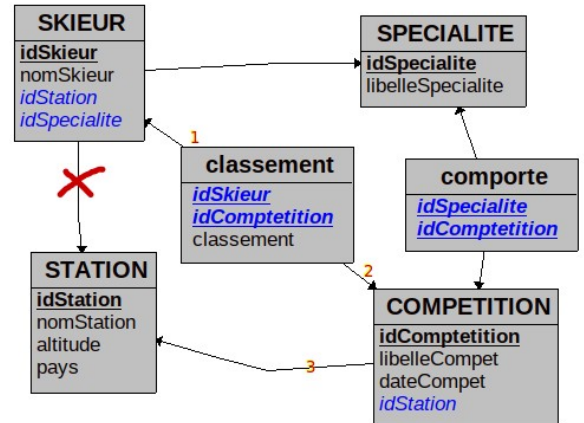 SKIEUR
idSkieur
nomSkieur
idStation
idSpecialite
SPECIALITE
idSpecialite
libelleSpecialite
1
classement
idSkieur
idComptetition
classement
comporte
idSpecialite
idComptetition
STATION
idStation
nomStation
altitude
pays
2
COMPETITION
idComptetition
libelleCompet
dateCompet
idStation
3